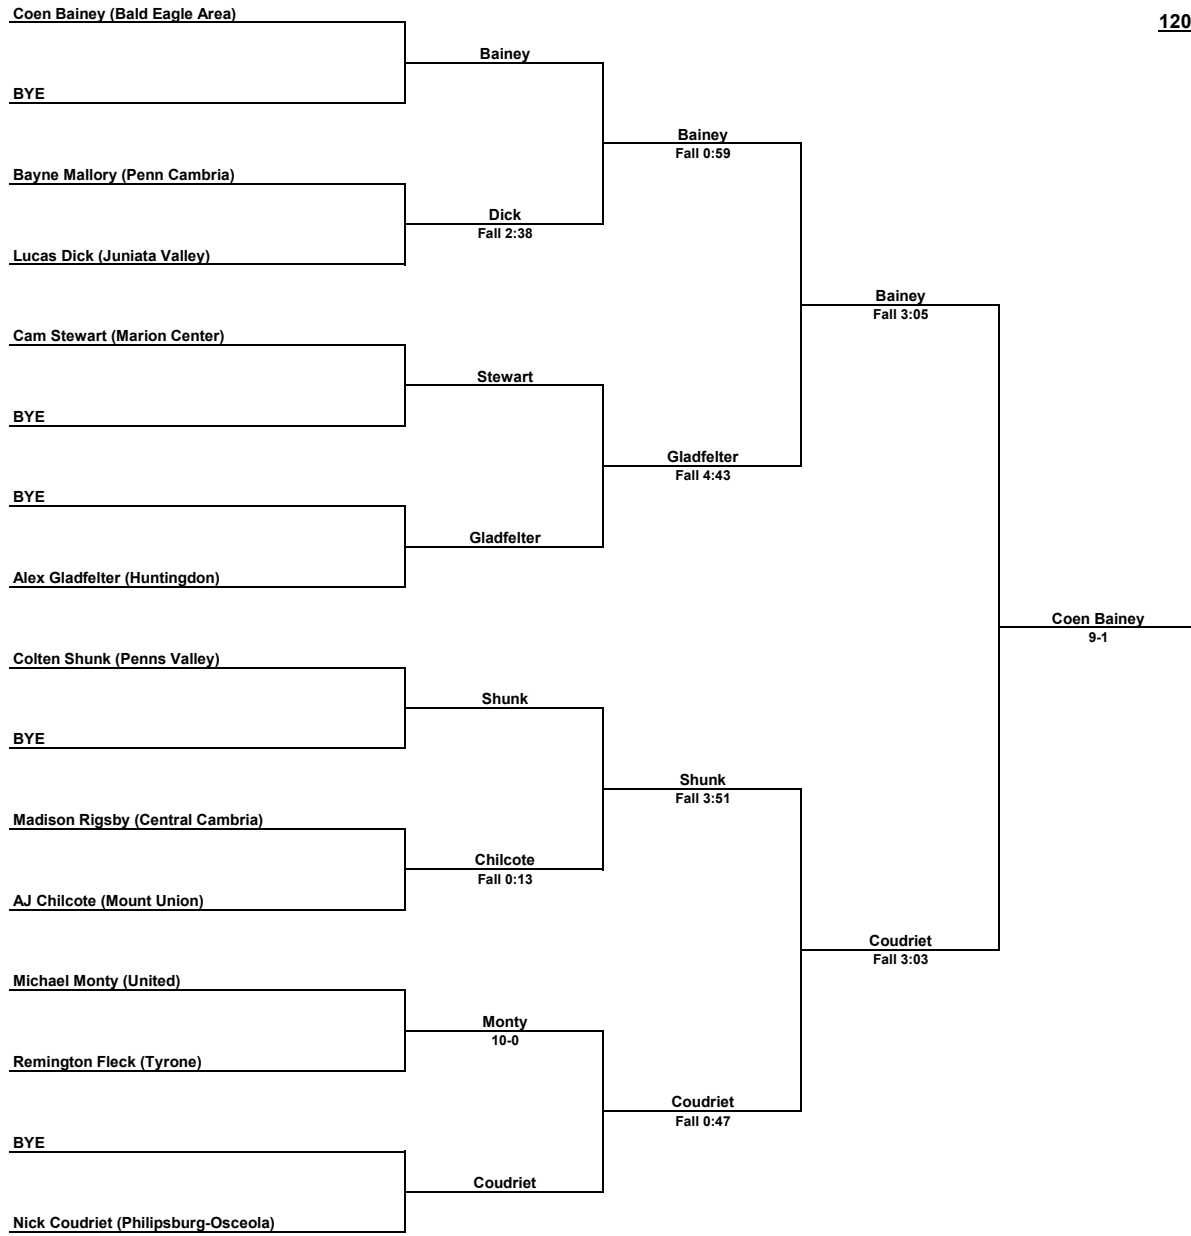 Coen Bainey (Bald Eagle Area)
120
Bainey
BYE
Bainey
Fall 0:59
Bayne Mallory (Penn Cambria)
Dick
Fall 2:38
Lucas Dick (Juniata Valley)
Bainey
Fall 3:05
Cam Stewart (Marion Center)
Stewart
BYE
Gladfelter
Fall 4:43
BYE
Gladfelter
Alex Gladfelter (Huntingdon)
Coen Bainey
9-1
Colten Shunk (Penns Valley)
Shunk
BYE
Shunk
Fall 3:51
Madison Rigsby (Central Cambria)
Chilcote
Fall 0:13
AJ Chilcote (Mount Union)
Coudriet
Fall 3:03
Michael Monty (United)
Monty
10-0
Remington Fleck (Tyrone)
Coudriet
Fall 0:47
BYE
Coudriet
Nick Coudriet (Philipsburg-Osceola)